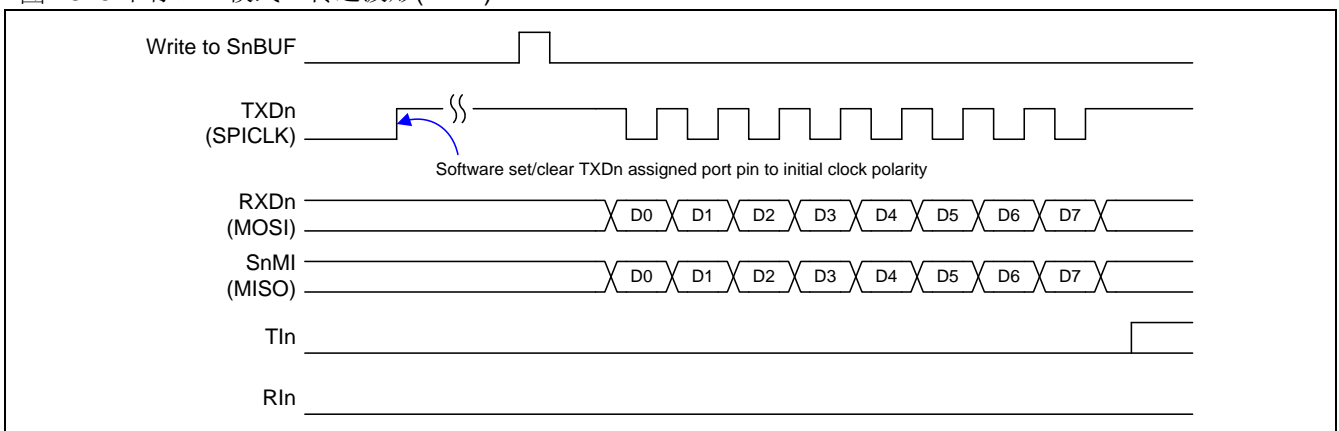 Write to SnBUF
TXDn
(SPICLK)
Software set/clear TXDn assigned port pin to initial clock polarity
RXDn
(MOSI)
D0 D1 D2 D3 D4 D5 D6 D7
SnMI
(MISO)
D0 D1 D2 D3 D4 D5 D6 D7
TIn
RIn